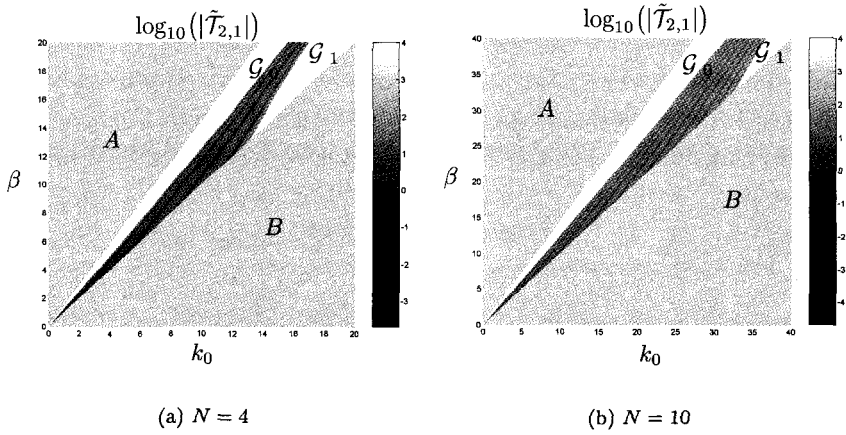 log₁₀(|𝒯̃₂,₁|)
20
18
16
14
12
10
8
6
4
2
0
β
A
𝒢₀
𝒢₁
B
0 2 4 6 8 10 12 14 16 18 20
k₀
4
3
2
1
0
-1
-2
-3
(a) N = 4
log₁₀(|𝒯̃₂,₁|)
40
35
30
25
20
15
10
5
0
β
A
𝒢₀
𝒢₁
B
0 5 10 15 20 25 30 35 40
k₀
4
3
2
1
0
-1
-2
-3
-4
(b) N = 10